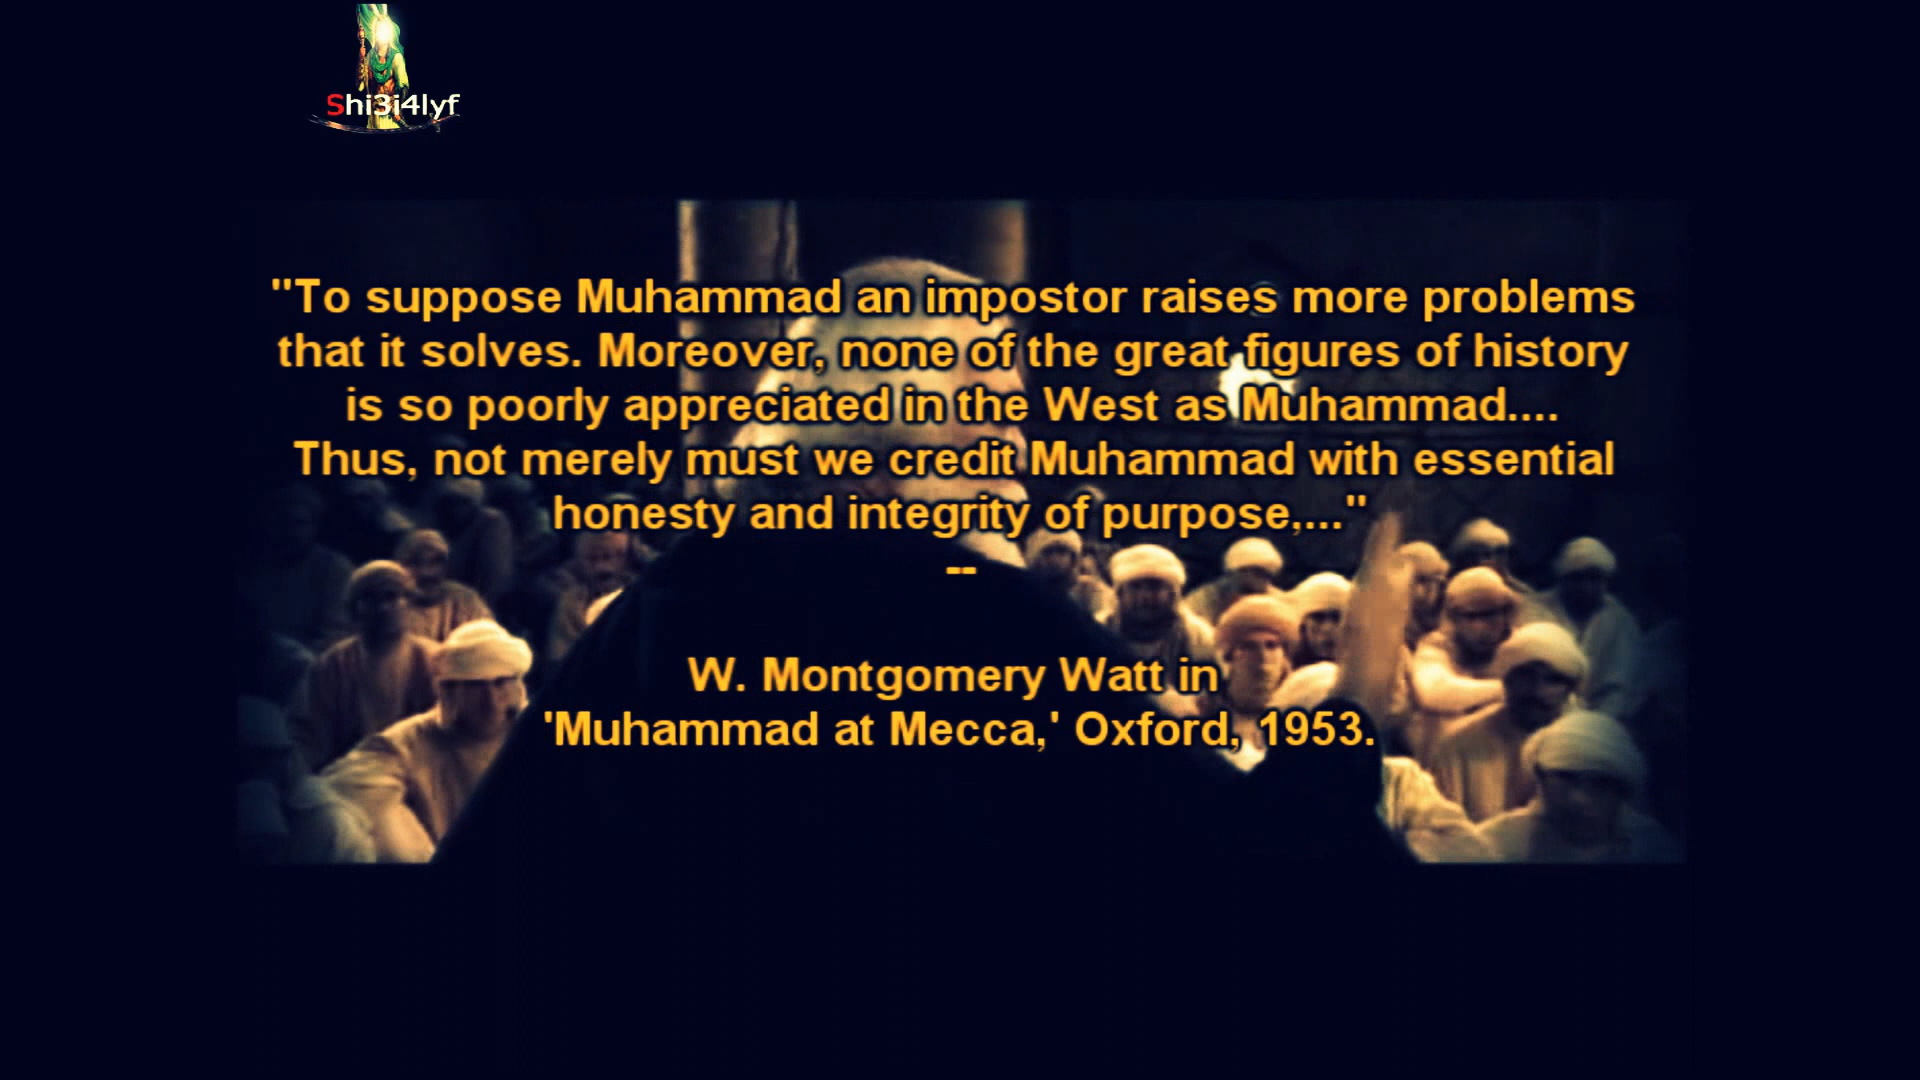 Shi3i4lyf
"To suppose Muhammad an impostor raises more problems
that it solves. Moreover, none of the great figures of history
is so poorly appreciated in the West as Muhammad....
Thus, not merely must we credit Muhammad with essential
honesty and integrity of purpose,..."
--
W. Montgomery Watt in
'Muhammad at Mecca,' Oxford, 1953.